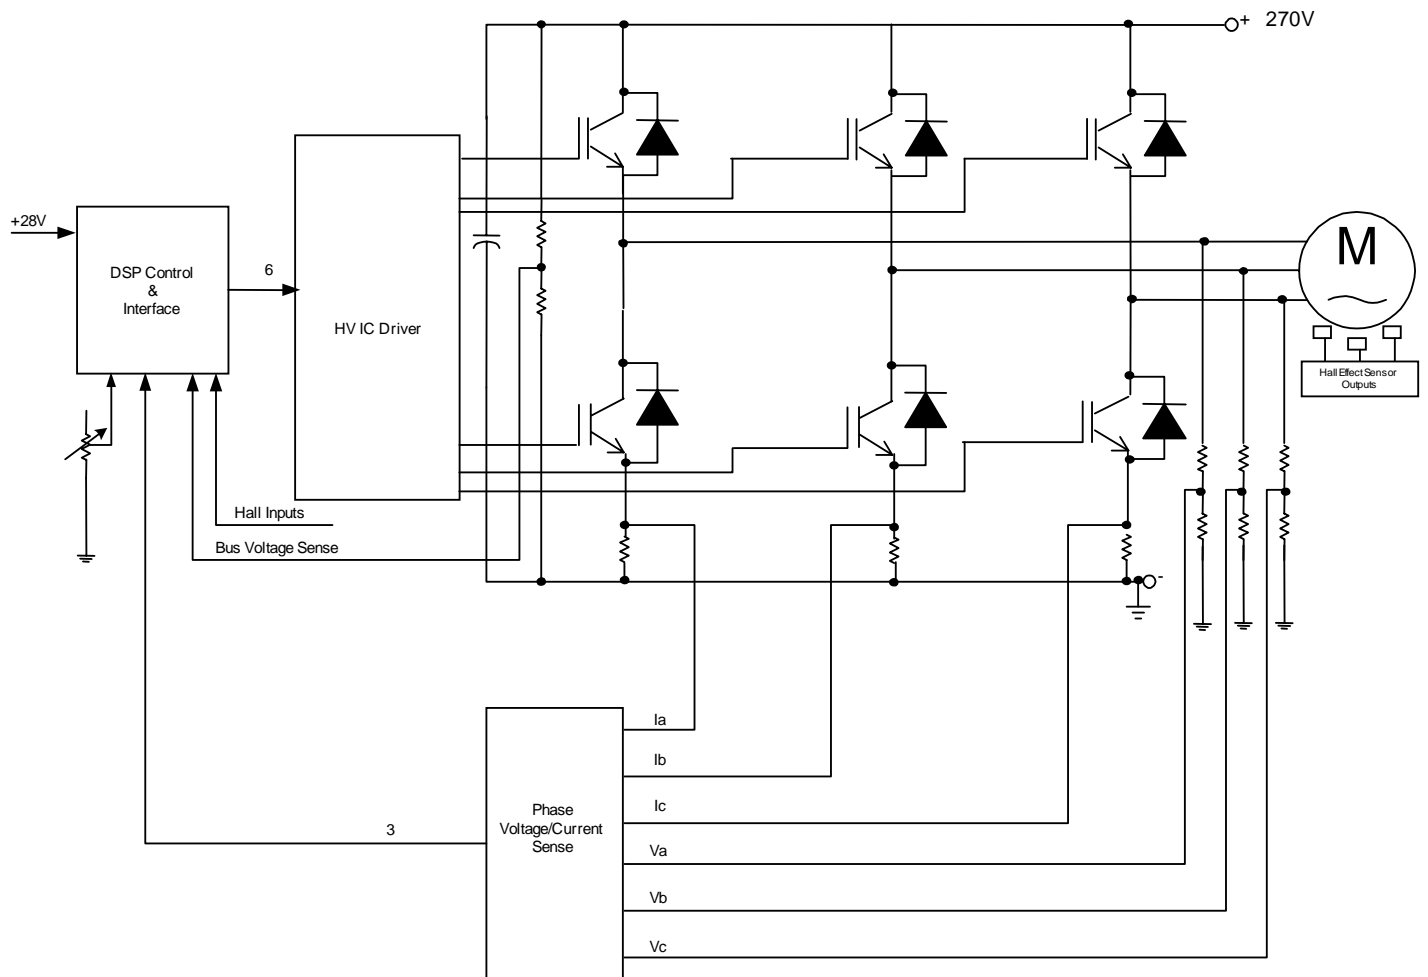 + 270V
+28V
DSP Control
&
Interface
6
HV IC Driver
M
Hall Effect Sensor
Outputs
Hall Inputs
Bus Voltage Sense
-
Ia
Ib
Ic
Va
Vb
Vc
3
Phase
Voltage/Current
Sense